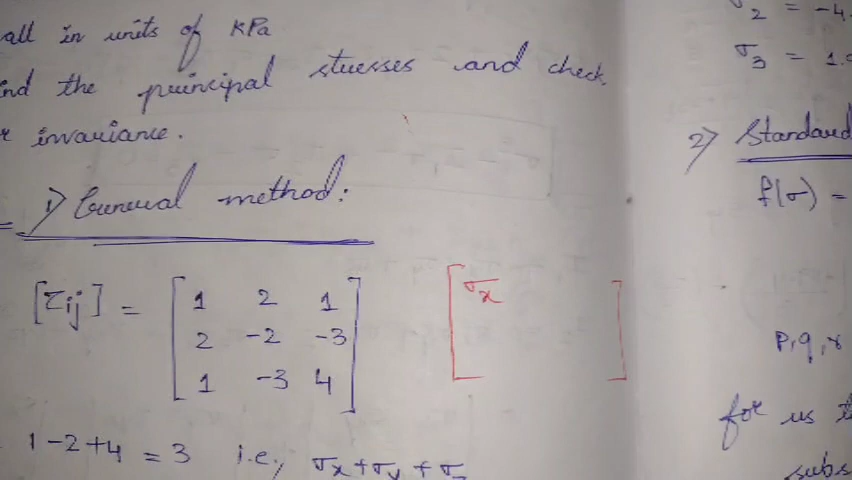 all in units of KPa
the principal stresses and check
invariance.
1) General method:
[τij] = [ 1 2 1
2 -2 -3
1 -3 4 ]
[ σx ]
1-2+4 = 3 i.e., σx+σy+σz
σ2 = -4.
σ3 = 1.
2) Standard
f(σ) =
p,q,r
for us
subs